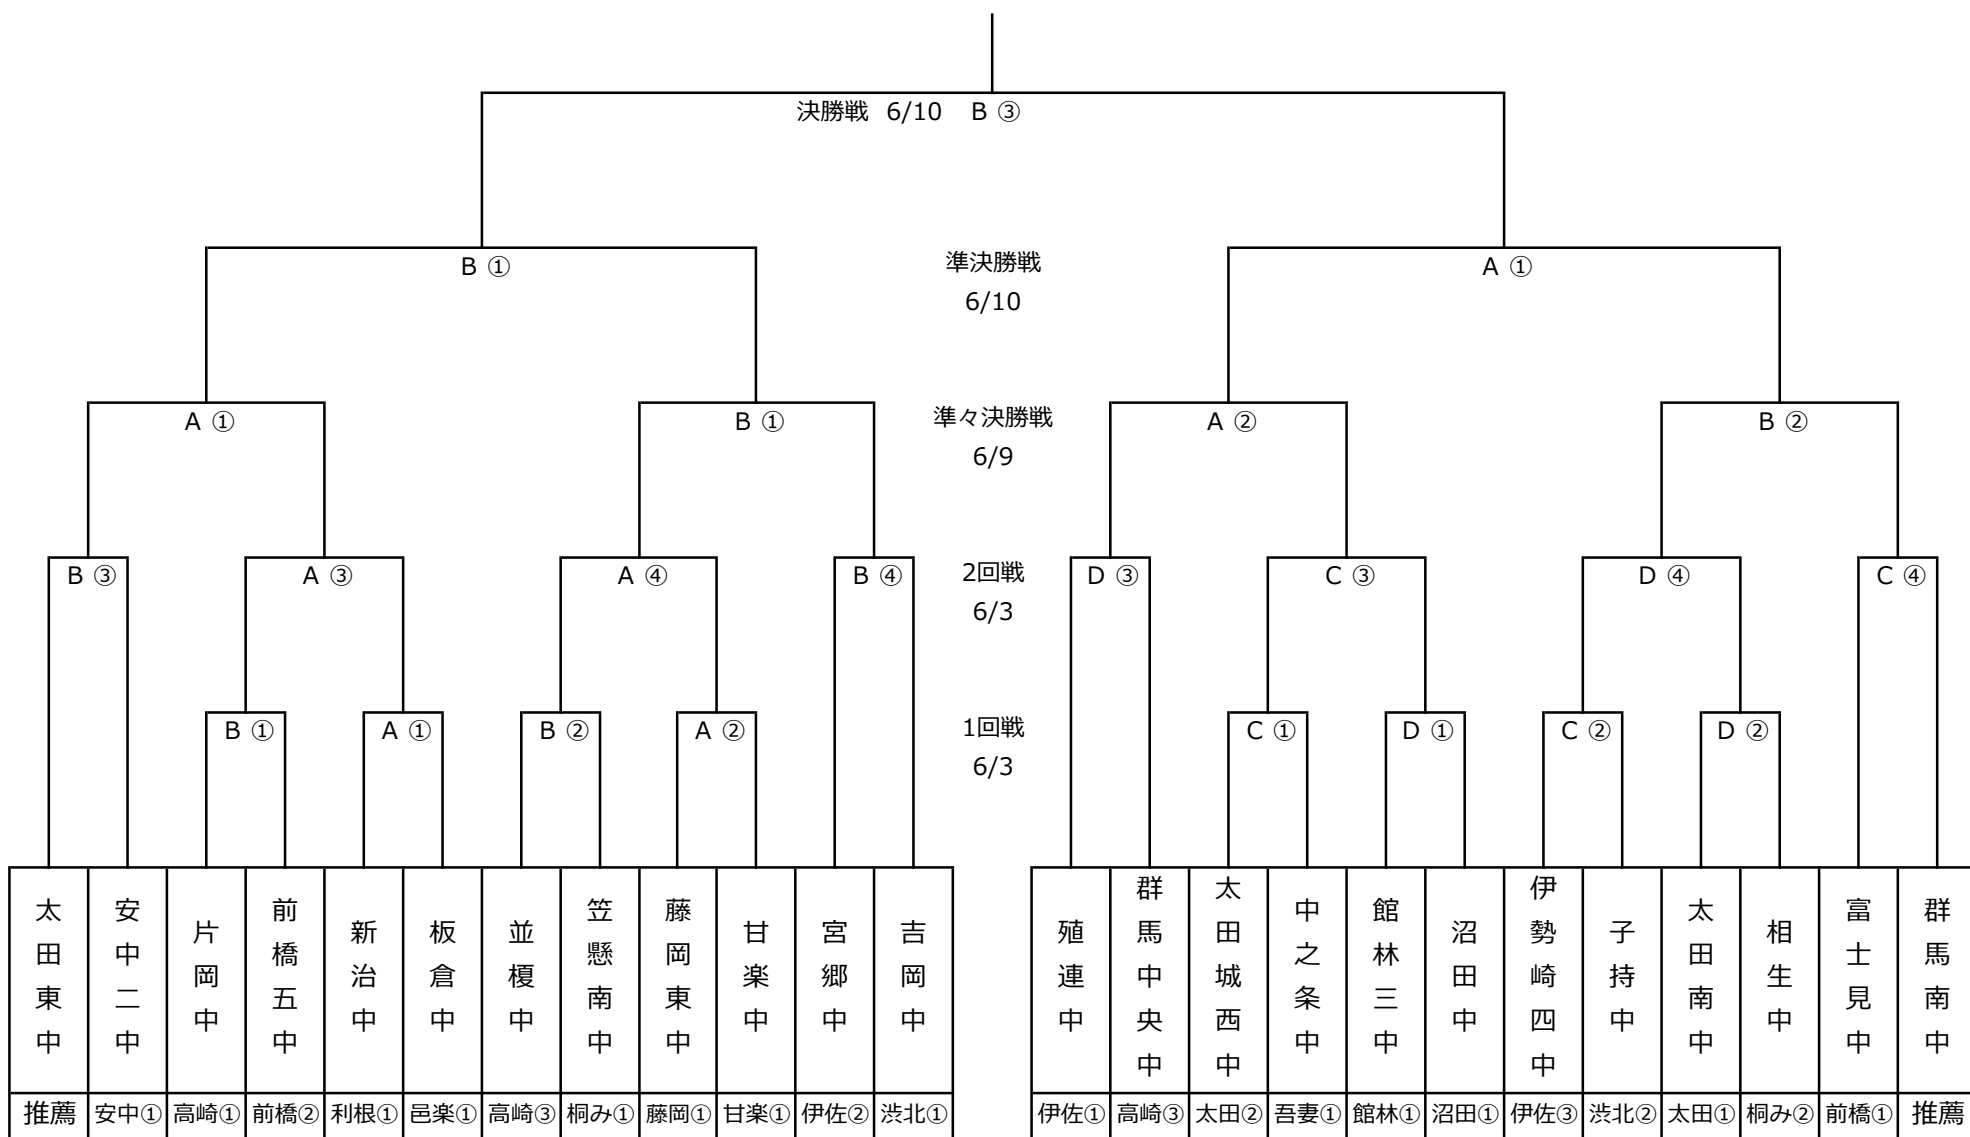 決勝戦 6/10 B ③
B ①
準決勝戦
6/10
A ①
A ①
B ①
準々決勝戦
6/9
A ②
B ②
B ③
A ③
A ④
B ④
2回戦
6/3
D ③
C ③
D ④
C ④
B ①
A ①
B ②
A ②
1回戦
6/3
C ①
D ①
C ②
D ②
太田東中
安中二中
片岡中
前橋五中
新治中
板倉中
並榎中
笠懸南中
藤岡東中
甘楽中
宮郷中
吉岡中
殖連中
群馬中央中
太田城西中
中之条中
館林三中
沼田中
伊勢崎四中
子持中
太田南中
相生中
富士見中
群馬南中
推薦 安中① 高崎① 前橋② 利根① 邑楽① 高崎③ 桐み① 藤岡① 甘楽① 伊佐② 渋北①
伊佐① 高崎③ 太田② 吾妻① 館林① 沼田① 伊佐③ 渋北② 太田① 桐み② 前橋① 推薦